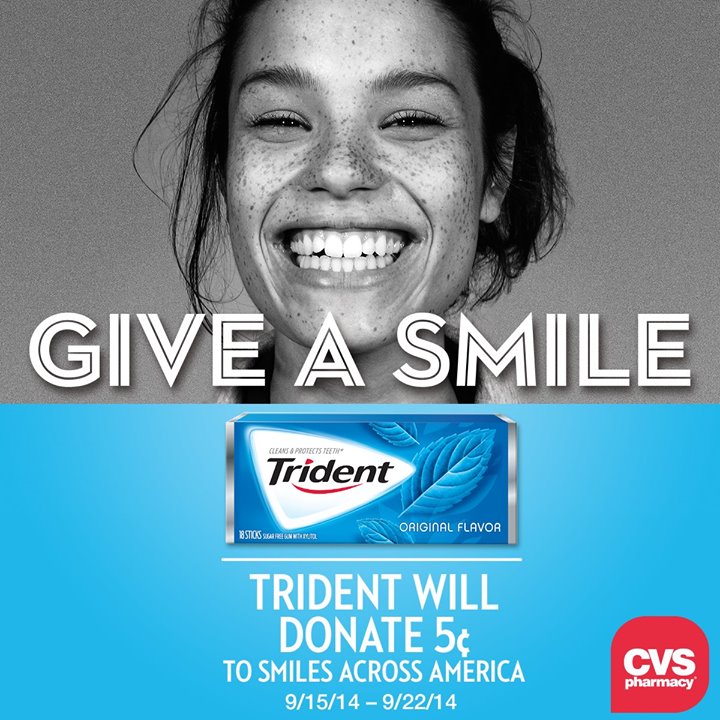 GIVE A SMILE
CLEANS & PROTECTS TEETH*
Trident
ORIGINAL FLAVOR
18 STICKS SUGAR FREE GUM WITH XYLITOL
TRIDENT WILL
DONATE 5¢
TO SMILES ACROSS AMERICA
9/15/14 – 9/22/14
CVS
pharmacy